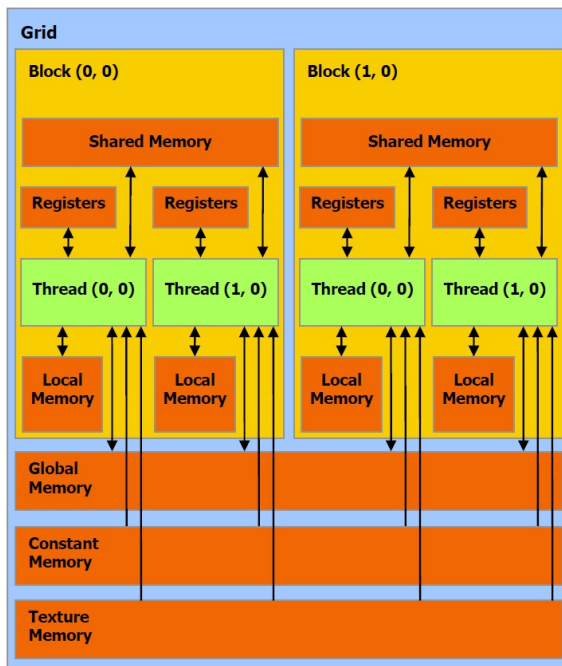 Grid
Block (0, 0)
Block (1, 0)
Shared Memory
Shared Memory
Registers
Registers
Registers
Registers
Thread (0, 0)
Thread (1, 0)
Thread (0, 0)
Thread (1, 0)
Local
Memory
Local
Memory
Local
Memory
Local
Memory
Global
Memory
Constant
Memory
Texture
Memory